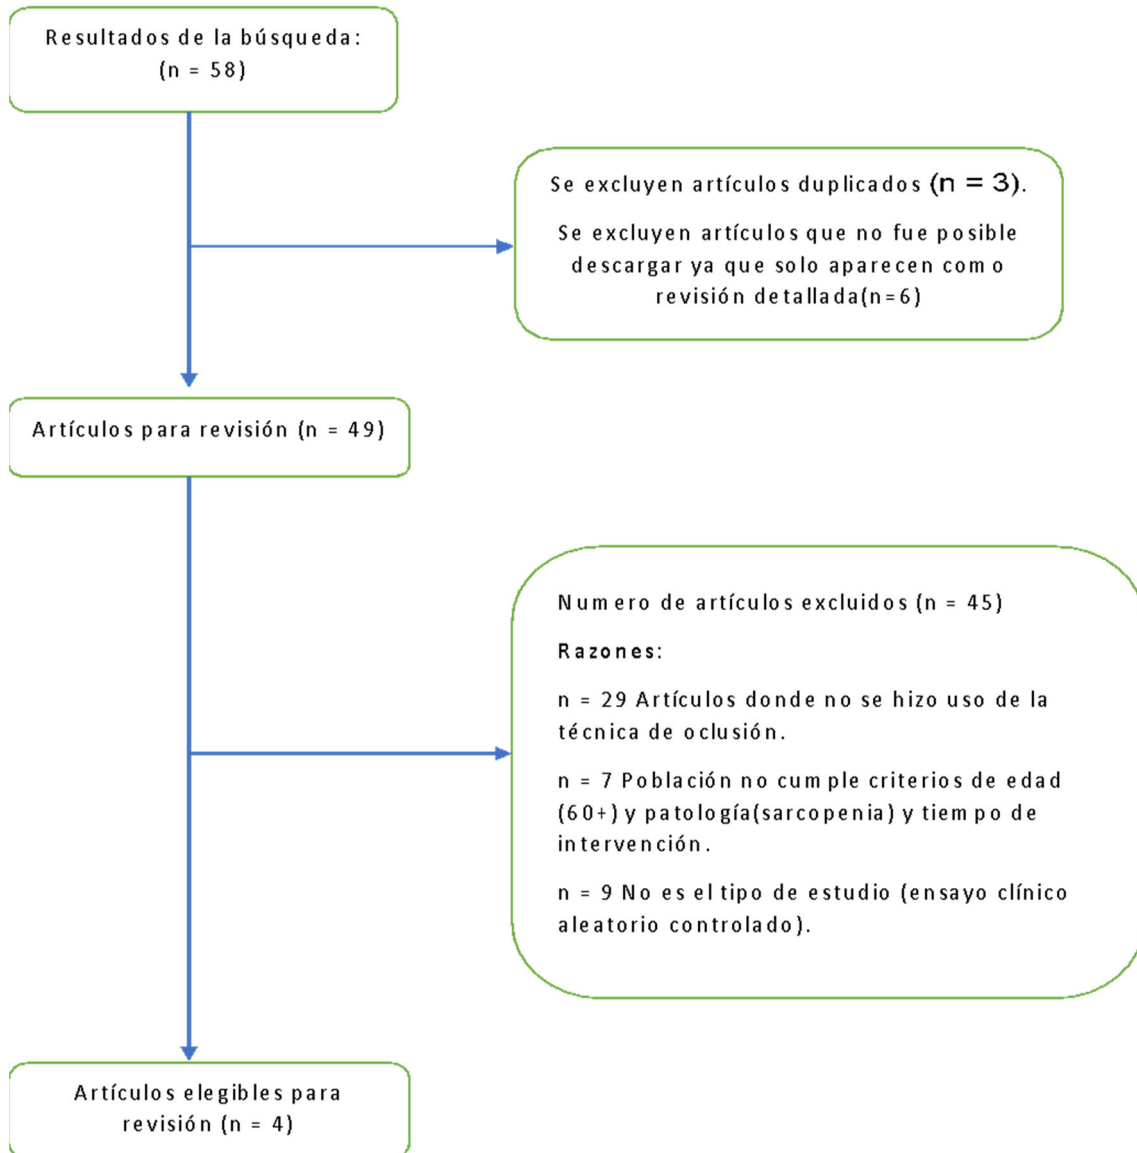 Resultados de la búsqueda:
(n = 58)
Se excluyen artículos duplicados (n = 3).
Se excluyen artículos que no fue posible
descargar ya que solo aparecen como
revisión detallada(n=6)
Artículos para revisión (n = 49)
Numero de artículos excluidos (n = 45)
Razones:
n = 29 Artículos donde no se hizo uso de la
técnica de oclusión.
n = 7 Población no cumple criterios de edad
(60+) y patología(sarcopenia) y tiempo de
intervención.
n = 9 No es el tipo de estudio (ensayo clínico
aleatorio controlado).
Artículos elegibles para
revisión (n = 4)